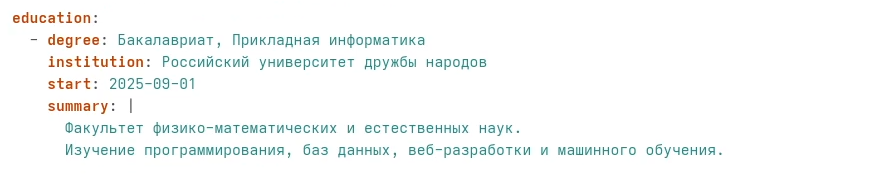 education:
  - degree: Бакалавриат, Прикладная информатика
    institution: Российский университет дружбы народов
    start: 2025-09-01
    summary: |
      Факультет физико-математических и естественных наук.
      Изучение программирования, баз данных, веб-разработки и машинного обучения.